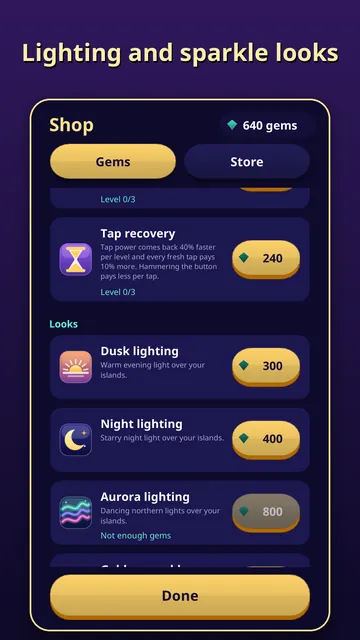 Lighting and sparkle looks
Shop
640 gems
Gems
Store
Level 0/3
Tap recovery
Tap power comes back 40% faster
per level and every fresh tap pays
10% more. Hammering the button
pays less per tap.
240
Level 0/3
Looks
Dusk lighting
Warm evening light over your
islands.
300
Night lighting
Starry night light over your islands.
400
Aurora lighting
Dancing northern lights over your
islands.
800
Not enough gems
Done